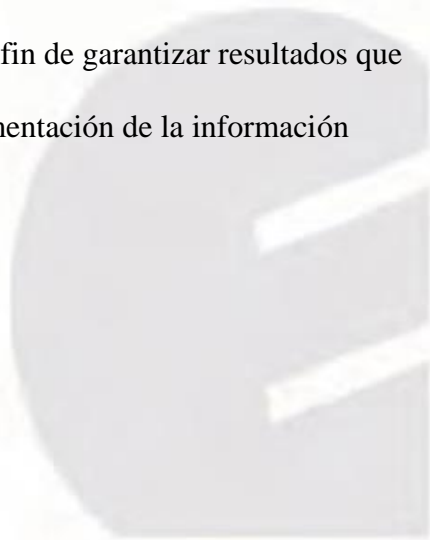 fin de garantizar resultados que
mentación de la información